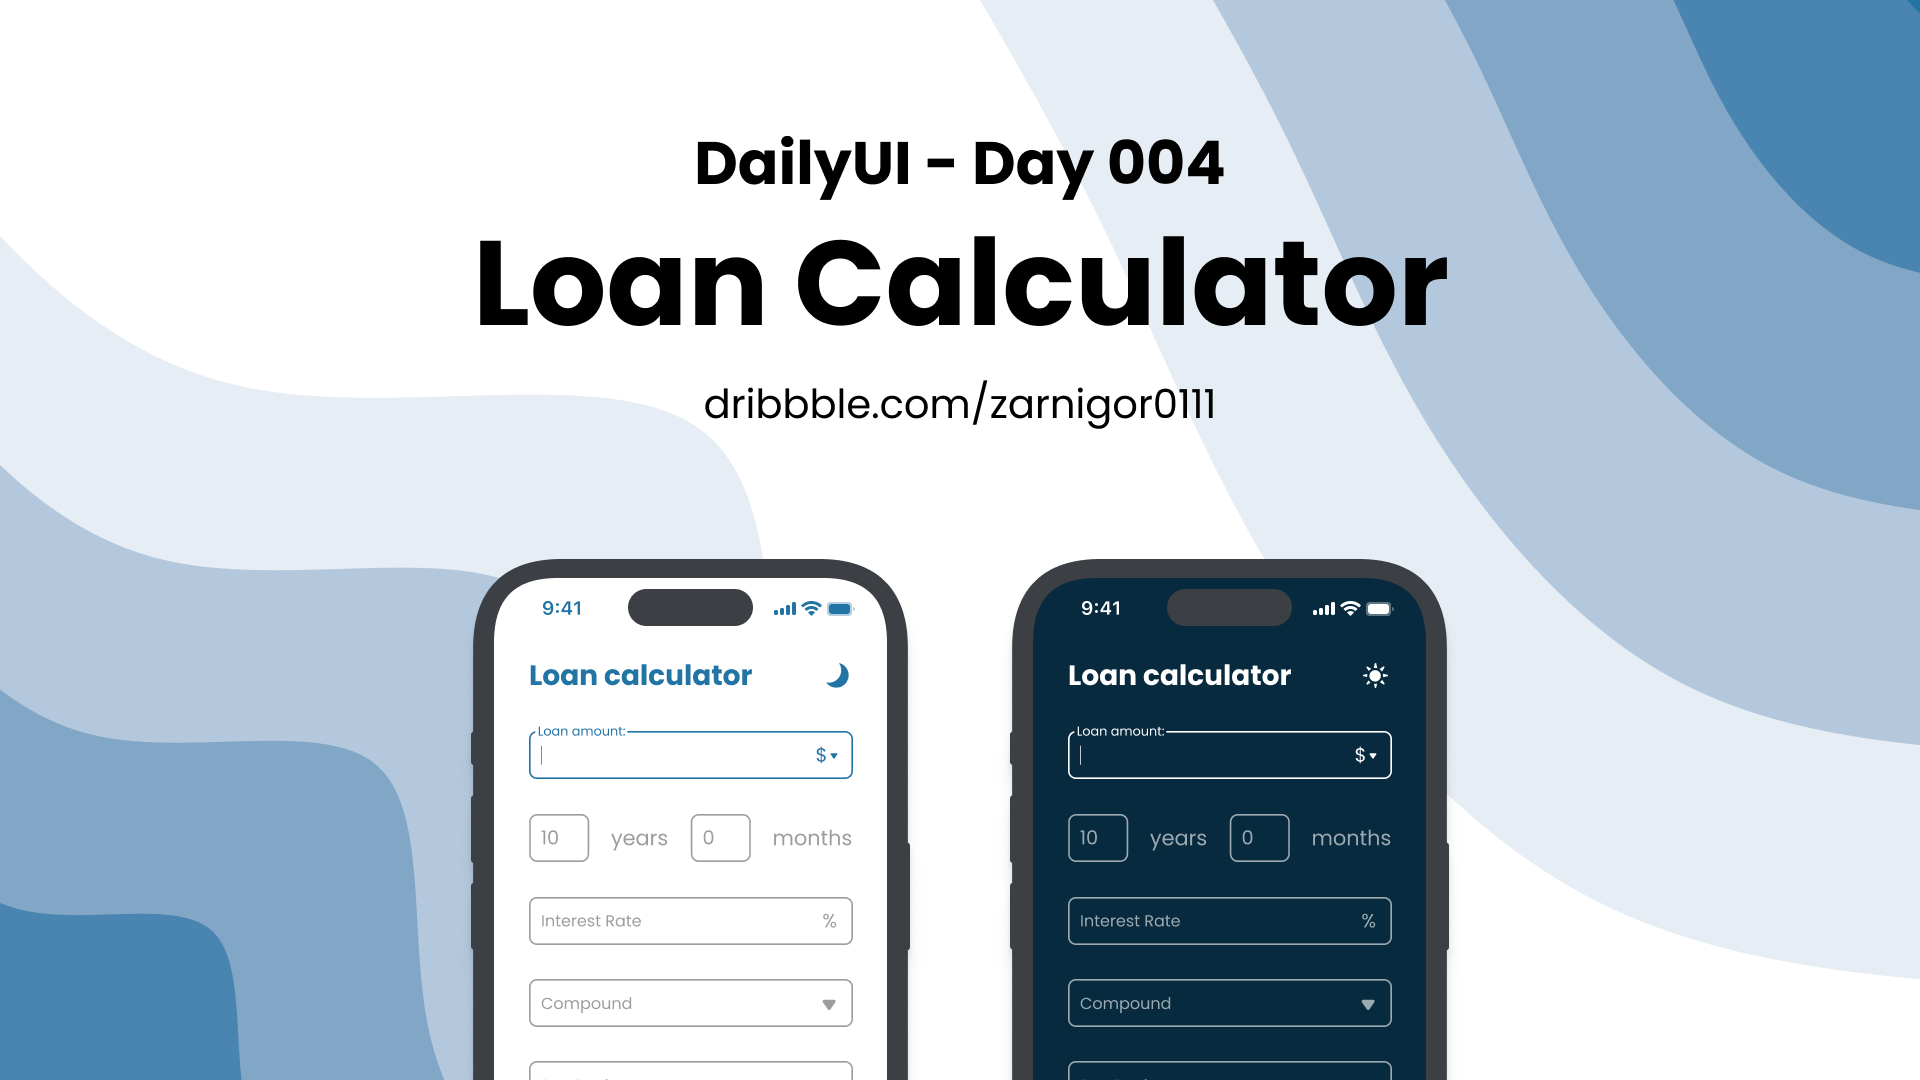 DailyUI - Day 004
Loan Calculator
dribbble.com/zarnigor0111
9:41
Loan calculator
Loan amount:
$
10 years 0 months
Interest Rate %
Compound
9:41
Loan calculator
Loan amount:
$
10 years 0 months
Interest Rate %
Compound